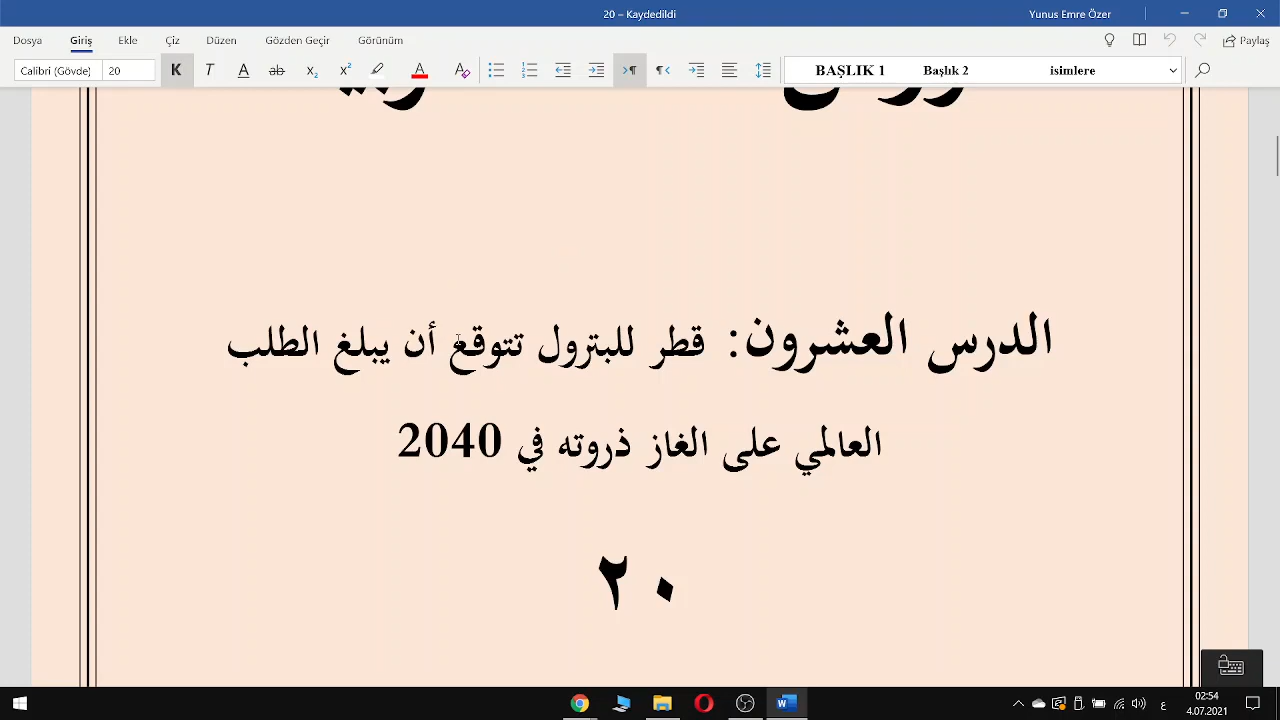 20 – Kaydedildi
Yunus Emre Özer
Dosya Giriş Ekle Çiz Düzen Gözden Geçir Görünüm
Paylaş
Calibri (Gövde) 20 K T A ab x₂ x² A A
BAŞLIK 1 Başlık 2 isimlere
الدرس العشرون: قطر للبترول تتوقع أن يبلغ الطلب
العالمي على الغاز ذروته في 2040
٢٠
ع
02:54
4.07.2021